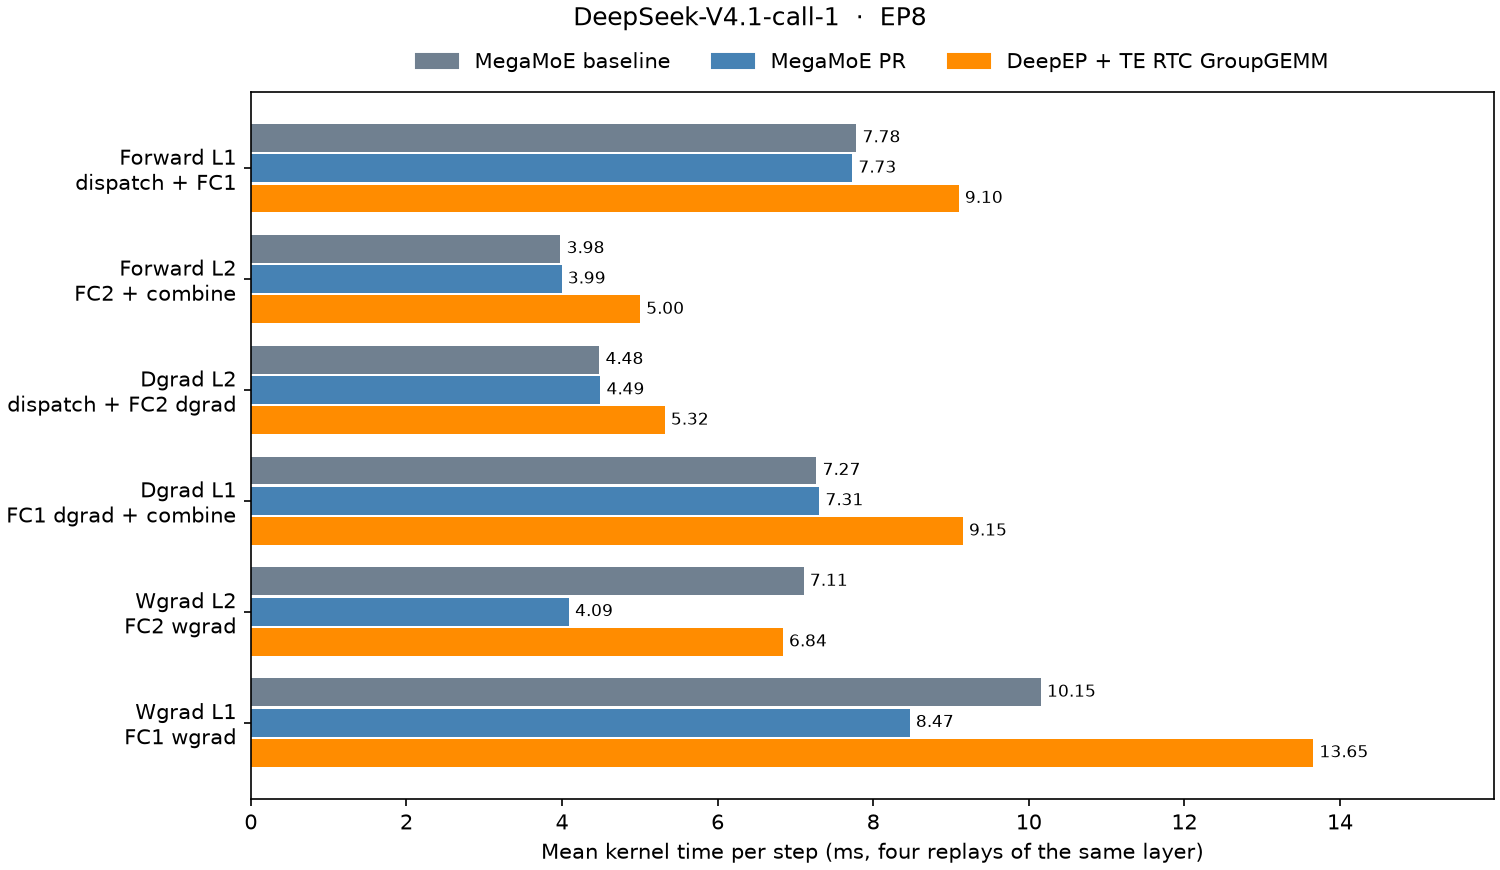 DeepSeek-V4.1-call-1 · EP8
MegaMoE baseline
MegaMoE PR
DeepEP + TE RTC GroupGEMM
Forward L1
dispatch + FC1
7.78
7.73
9.10
Forward L2
FC2 + combine
3.98
3.99
5.00
Dgrad L2
dispatch + FC2 dgrad
4.48
4.49
5.32
Dgrad L1
FC1 dgrad + combine
7.27
7.31
9.15
Wgrad L2
FC2 wgrad
7.11
4.09
6.84
Wgrad L1
FC1 wgrad
10.15
8.47
13.65
0 2 4 6 8 10 12 14
Mean kernel time per step (ms, four replays of the same layer)